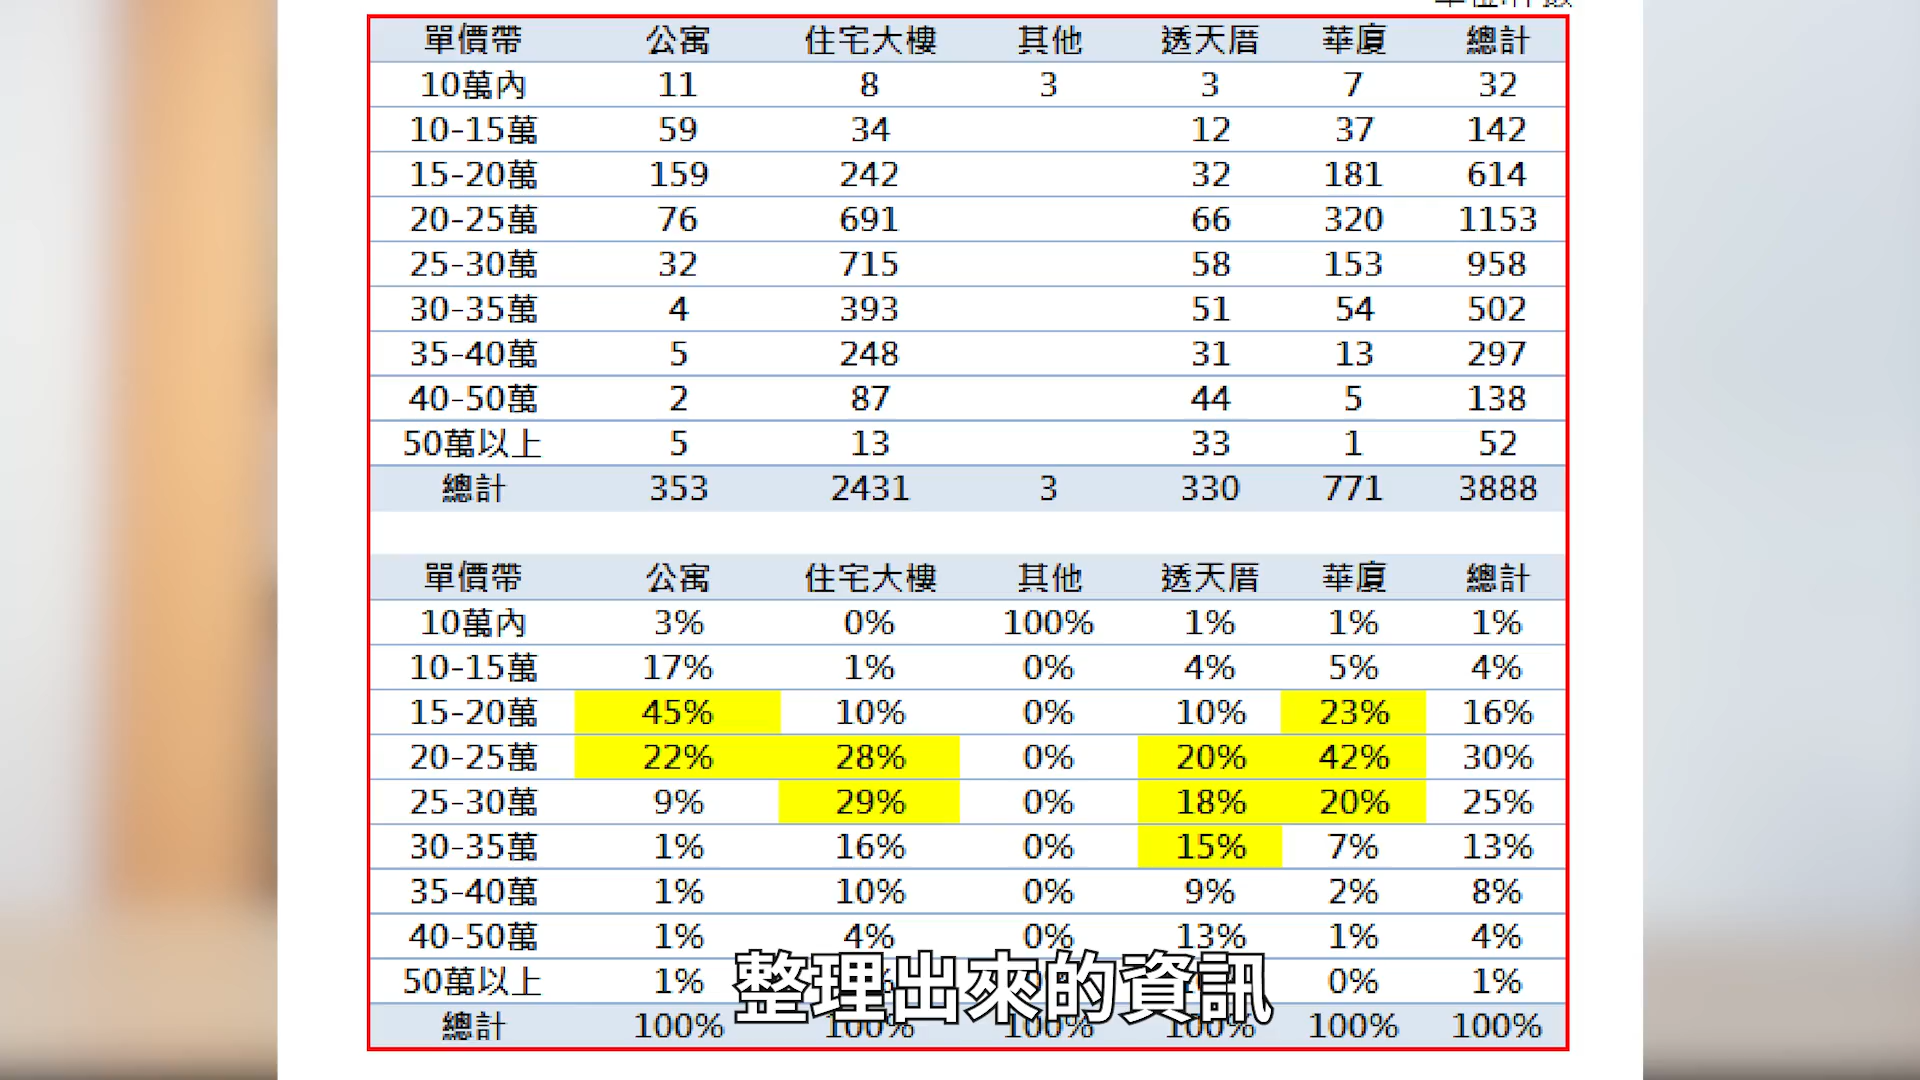 單價帶 公寓 住宅大樓 其他 透天厝 華廈 總計
10萬內 11 8 3 3 7 32
10-15萬 59 34 12 37 142
15-20萬 159 242 32 181 614
20-25萬 76 691 66 320 1153
25-30萬 32 715 58 153 958
30-35萬 4 393 51 54 502
35-40萬 5 248 31 13 297
40-50萬 2 87 44 5 138
50萬以上 5 13 33 1 52
總計 353 2431 3 330 771 3888
單價帶 公寓 住宅大樓 其他 透天厝 華廈 總計
10萬內 3% 0% 100% 1% 1% 1%
10-15萬 17% 1% 0% 4% 5% 4%
15-20萬 45% 10% 0% 10% 23% 16%
20-25萬 22% 28% 0% 20% 42% 30%
25-30萬 9% 29% 0% 18% 20% 25%
30-35萬 1% 16% 0% 15% 7% 13%
35-40萬 1% 10% 0% 9% 2% 8%
40-50萬 1% 4% 0% 13% 1% 4%
50萬以上 1% 0% 1%
整理出來的資訊
總計 100% 100% 100% 100% 100% 100%